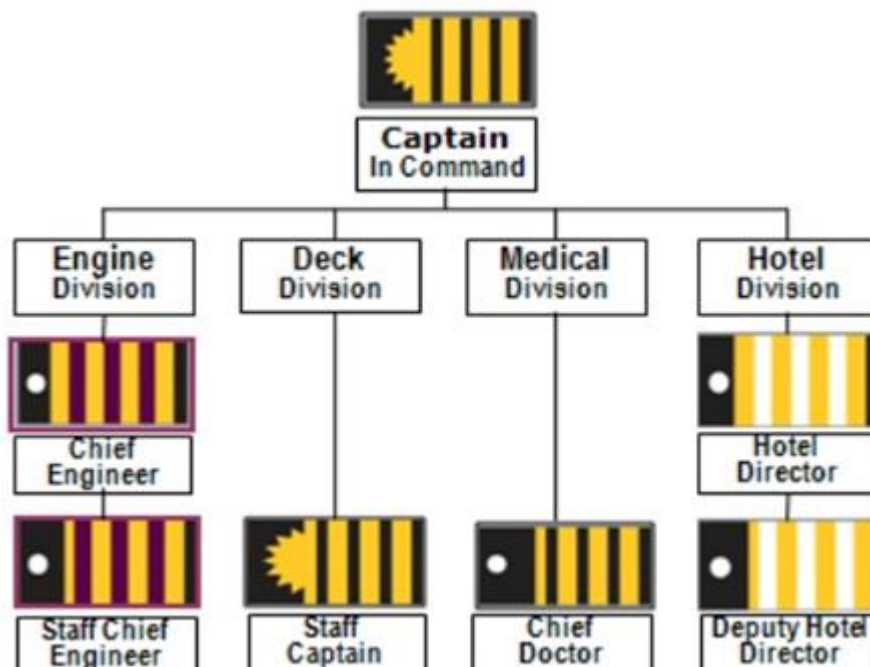 Captain
In Command
Engine
Division
Deck
Division
Medical
Division
Hotel
Division
Chief
Engineer
Hotel
Director
Staff Chief
Engineer
Staff
Captain
Chief
Doctor
Deputy Hotel
Director